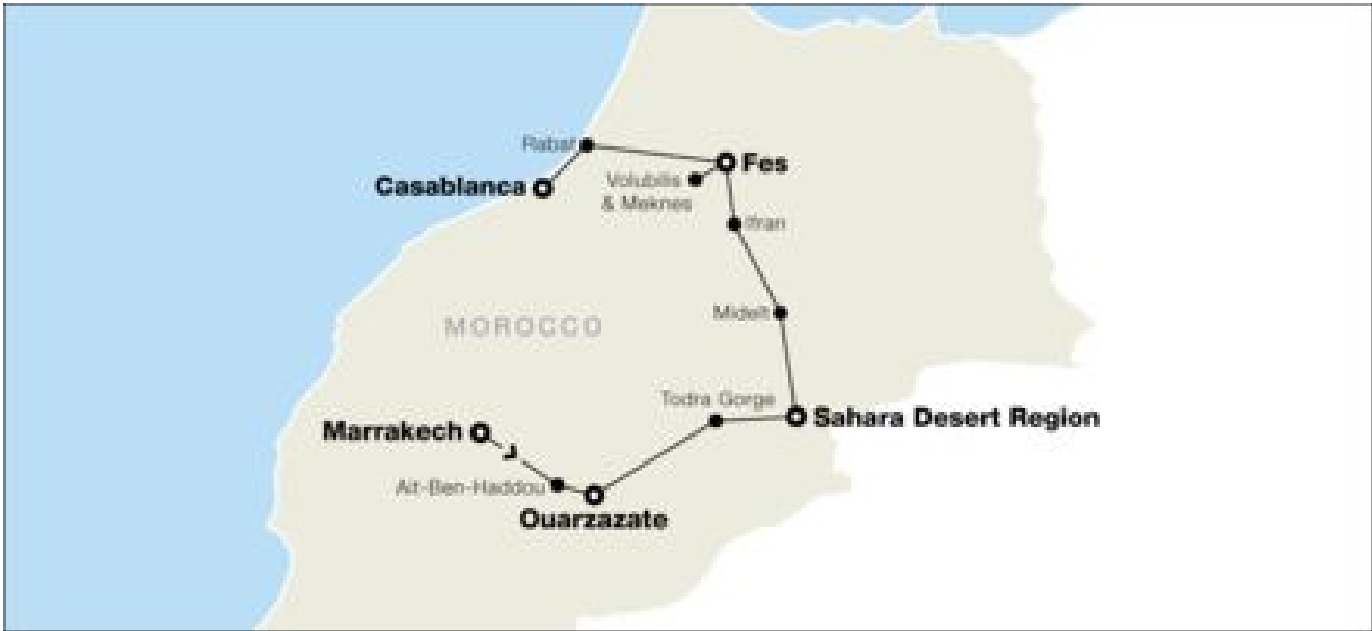 Rabat
Fes
Casablanca
Volubilis
& Meknes
Ifran
Midelt
MOROCCO
Todra Gorge
Sahara Desert Region
Marrakech
Ait-Ben-Haddou
Ouarzazate